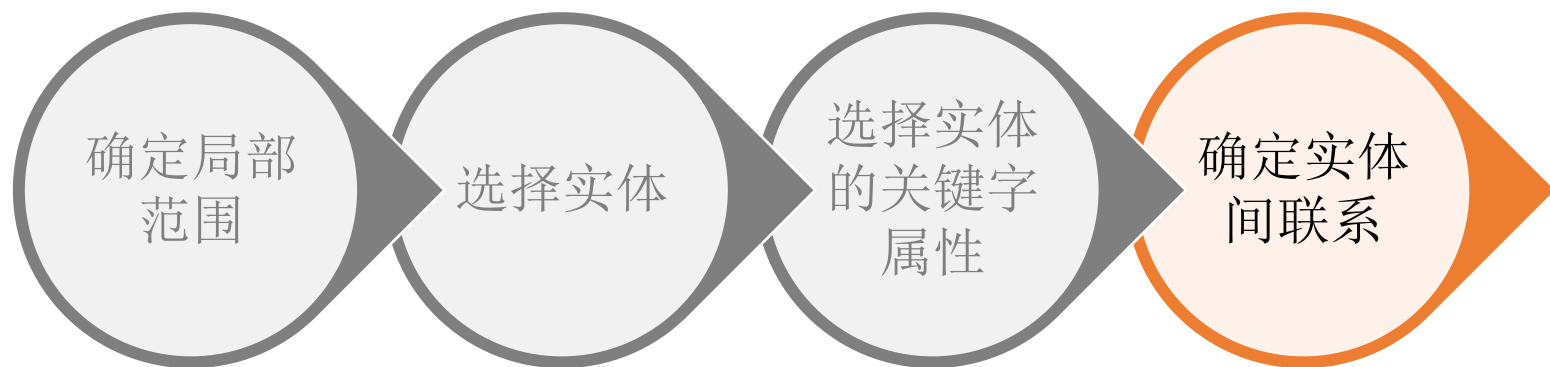 确定局部
范围
选择实体
选择实体
的关键字
属性
确定实体
间联系